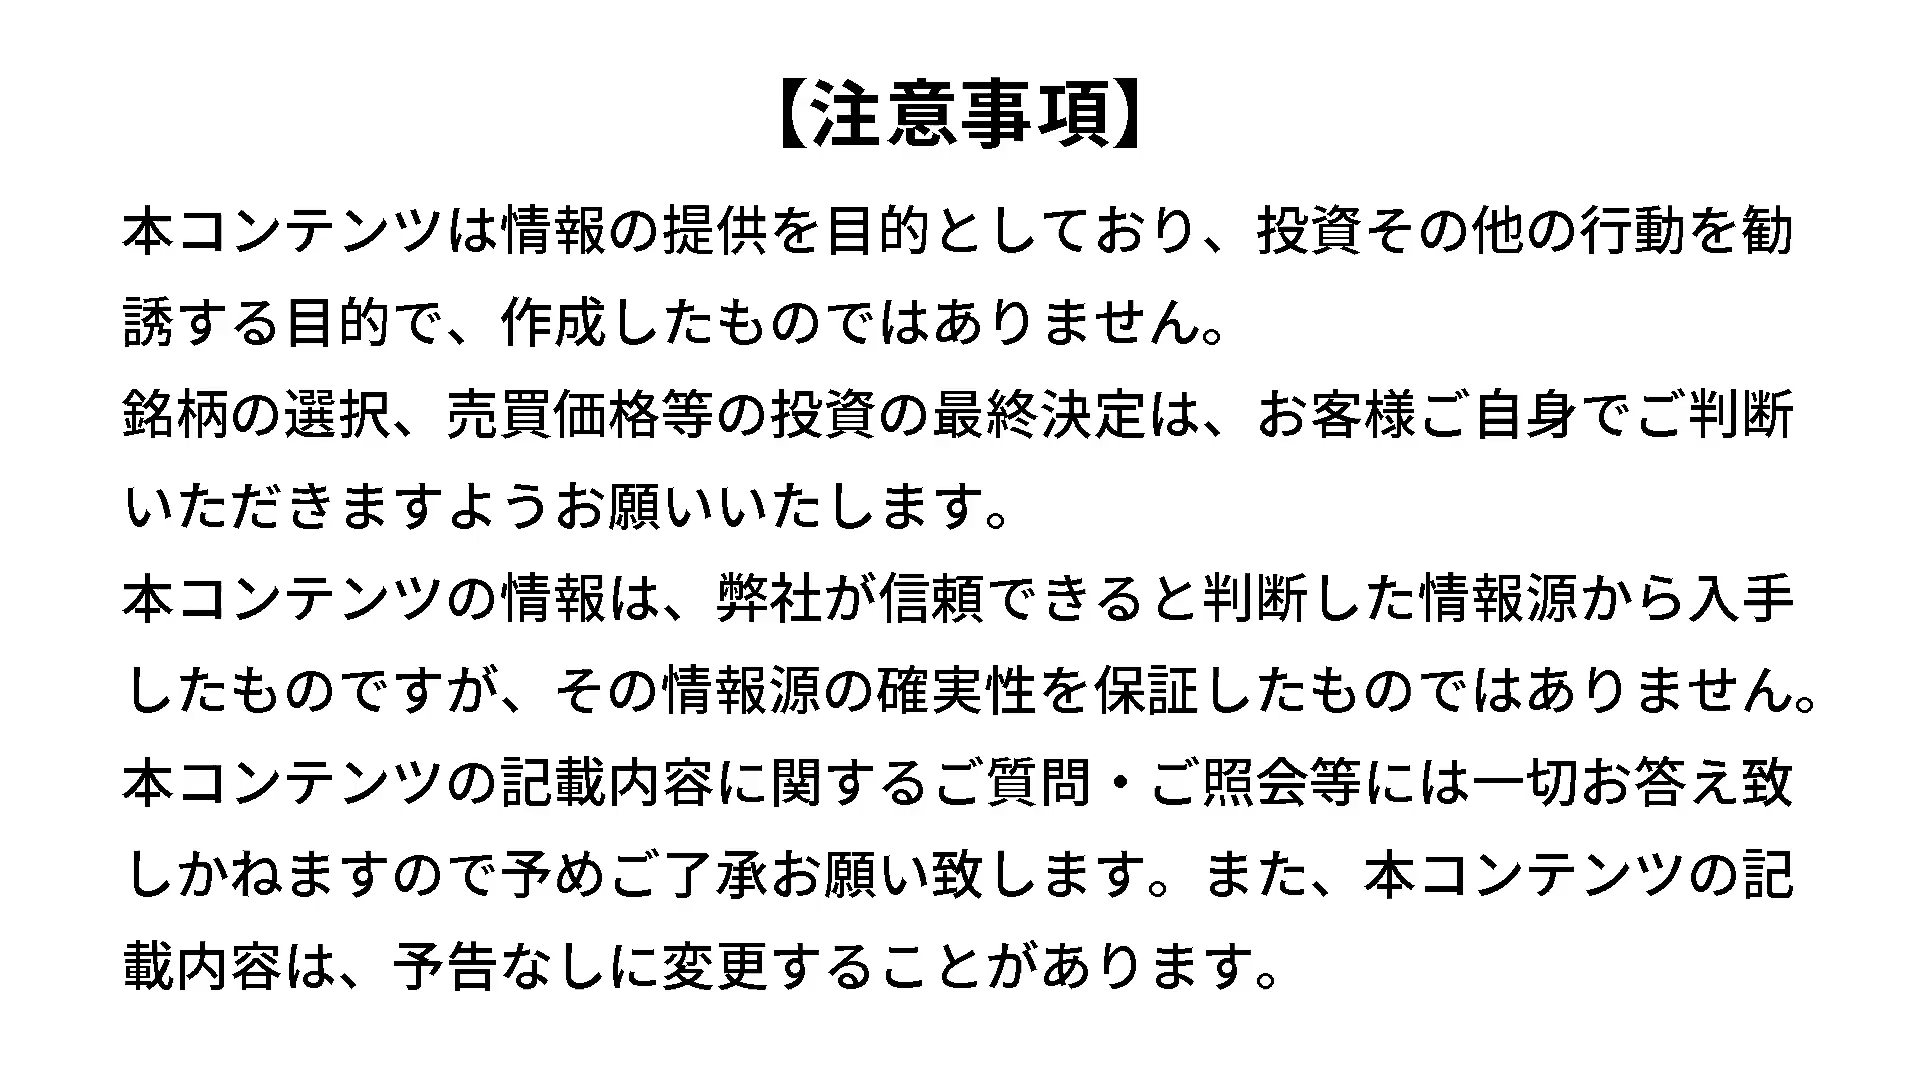 【注意事項】
本コンテンツは情報の提供を目的としており、投資その他の行動を勧
誘する目的で、作成したものではありません。
銘柄の選択、売買価格等の投資の最終決定は、お客様ご自身でご判断
いただきますようお願いいたします。
本コンテンツの情報は、弊社が信頼できると判断した情報源から入手
したものですが、その情報源の確実性を保証したものではありません。
本コンテンツの記載内容に関するご質問・ご照会等には一切お答え致
しかねますので予めご了承お願い致します。また、本コンテンツの記
載内容は、予告なしに変更することがあります。